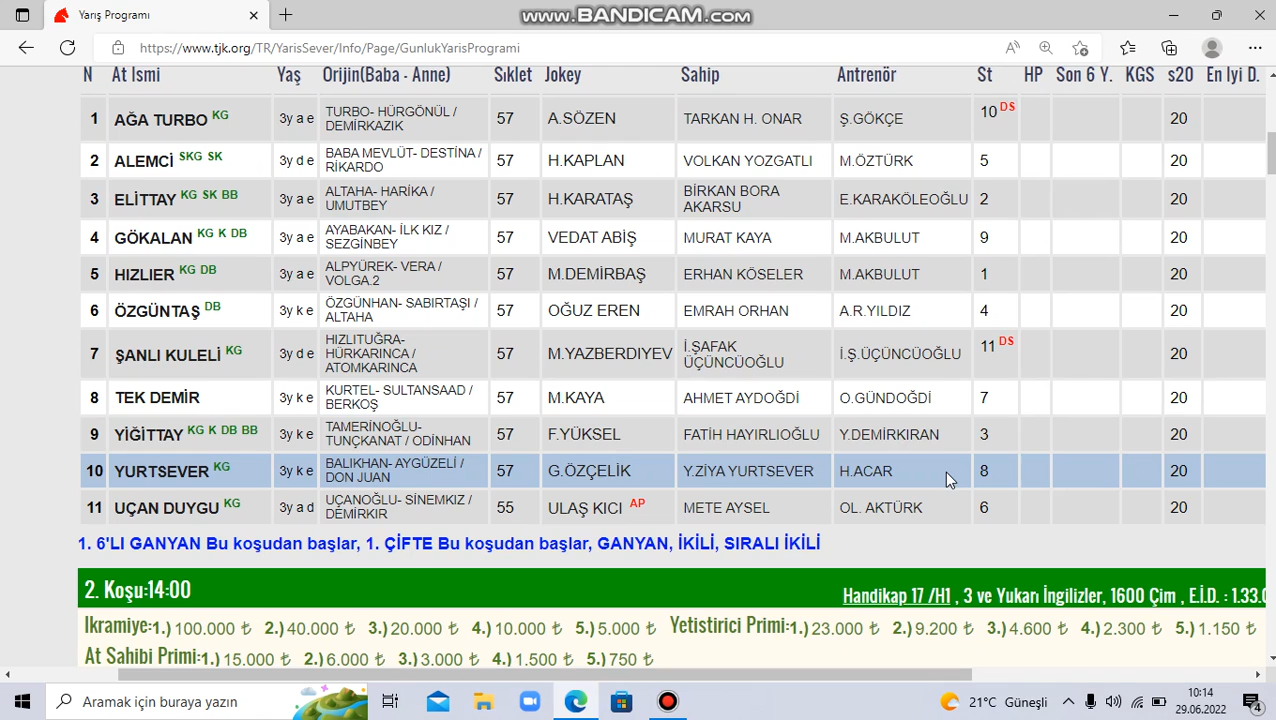 Yarış Programı
www.BANDICAM.com
https://www.tjk.org/TR/YarisSever/Info/Page/GunlukYarisProgrami
N At İsmi Yaş Orijin(Baba - Anne) Sıklet Jokey Sahip Antrenör St HP Son 6 Y. KGS s20 En İyi D.
1 AĞA TURBO KG 3y a e TURBO- HÜRGÖNÜL / DEMİRKAZIK 57 A.SÖZEN TARKAN H. ONAR Ş.GÖKÇE 10 DS 20
2 ALEMCİ SKG SK 3y d e BABA MEVLÜT- DESTİNA / RİKARDO 57 H.KAPLAN VOLKAN YOZGATLI M.ÖZTÜRK 5 20
3 ELİTTAY KG SK BB 3y a e ALTAHA- HARİKA / UMUTBEY 57 H.KARATAŞ BİRKAN BORA AKARSU E.KARAKÖLEOĞLU 2 20
4 GÖKALAN KG K DB 3y a e AYABAKAN- İLK KIZ / SEZGİNBEY 57 VEDAT ABİŞ MURAT KAYA M.AKBULUT 9 20
5 HIZLIER KG DB 3y a e ALPYÜREK- VERA / VOLGA.2 57 M.DEMİRBAŞ ERHAN KÖSELER M.AKBULUT 1 20
6 ÖZGÜNTAŞ DB 3y k e ÖZGÜNHAN- SABIRTAŞI / ALTAHA 57 OĞUZ EREN EMRAH ORHAN A.R.YILDIZ 4 20
7 ŞANLI KULELİ KG 3y d e HIZLITUĞRA- HÜRKARINCA / ATOMKARINCA 57 M.YAZBERDIYEV İ.ŞAFAK ÜÇÜNCÜOĞLU İ.Ş.ÜÇÜNCÜOĞLU 11 DS 20
8 TEK DEMİR 3y k e KURTEL- SULTANSAAD / BERKOŞ 57 M.KAYA AHMET AYDOĞDİ O.GÜNDOĞDİ 7 20
9 YİĞİTTAY KG K DB BB 3y k e TAMERİNOĞLU- TUNÇKANAT / ODİNHAN 57 F.YÜKSEL FATİH HAYIRLIOĞLU Y.DEMİRKIRAN 3 20
10 YURTSEVER KG 3y k e BALIKHAN- AYGÜZELİ / DON JUAN 57 G.ÖZÇELİK Y.ZİYA YURTSEVER H.ACAR 8 20
11 UÇAN DUYGU KG 3y a d UÇANOĞLU- SİNEMKIZ / DEMİRKIR 55 ULAŞ KICI AP METE AYSEL OL. AKTÜRK 6 20
1. 6'LI GANYAN Bu koşudan başlar, 1. ÇİFTE Bu koşudan başlar, GANYAN, İKİLİ, SIRALI İKİLİ
2. Koşu:14:00 Handikap 17 /H1 , 3 ve Yukarı İngilizler, 1600 Çim , E.İ.D. : 1.33.0
Ikramiye:1.) 100.000 ₺ 2.) 40.000 ₺ 3.) 20.000 ₺ 4.) 10.000 ₺ 5.) 5.000 ₺ Yetistirici Primi:1.) 23.000 ₺ 2.) 9.200 ₺ 3.) 4.600 ₺ 4.) 2.300 ₺ 5.) 1.150 ₺
At Sahibi Primi:1.) 15.000 ₺ 2.) 6.000 ₺ 3.) 3.000 ₺ 4.) 1.500 ₺ 5.) 750 ₺
Aramak için buraya yazın 21°C Güneşli 10:14
29.06.2022 4